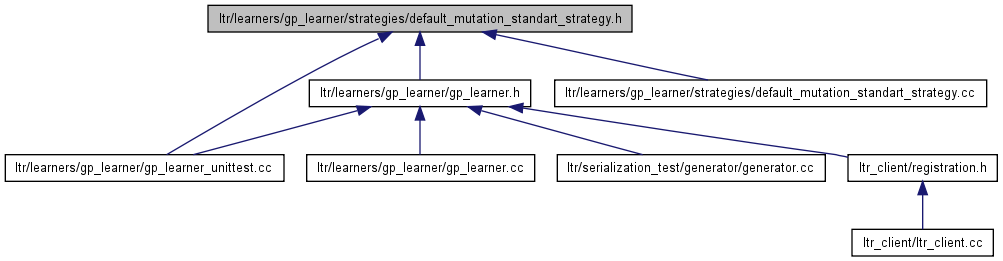 ltr/learners/gp_learner/strategies/default_mutation_standart_strategy.h
ltr/learners/gp_learner/gp_learner.h
ltr/learners/gp_learner/strategies/default_mutation_standart_strategy.cc
ltr/learners/gp_learner/gp_learner_unittest.cc
ltr/learners/gp_learner/gp_learner.cc
ltr/serialization_test/generator/generator.cc
ltr_client/registration.h
ltr_client/ltr_client.cc